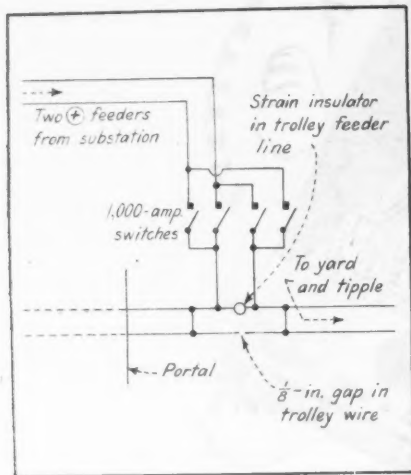 Two ⊕ feeders
from substation
Strain insulator
in trolley feeder
line
1,000-amp.
switches
To yard
and tipple
Portal
1/8-in. gap in
trolley wire